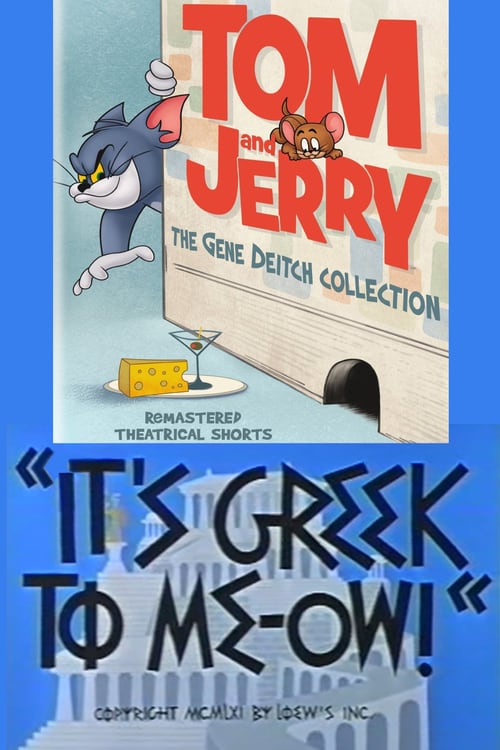 TOM
and
JERRY
THE GENE DEITCH COLLECTION
REMASTERED
THEATRICAL SHORTS
"IT'S GREEK
TO ME-OW!"
COPYRIGHT MCMLXI BY LOEW'S INC.